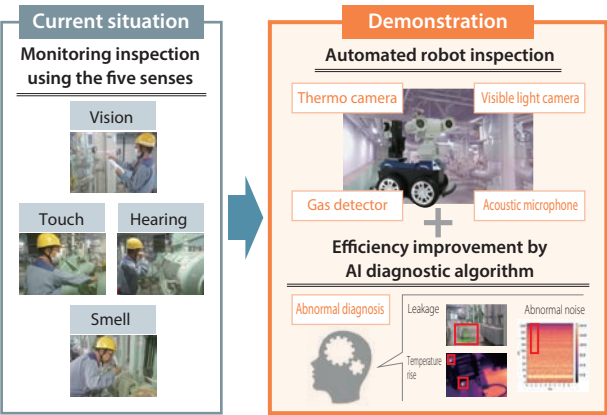 Current situation
Monitoring inspection
using the five senses
Vision
Touch
Hearing
Smell
Demonstration
Automated robot inspection
Thermo camera
Visible light camera
Gas detector
Acoustic microphone
+
Efficiency improvement by
AI diagnostic algorithm
Abnormal diagnosis
Leakage
Temperature
rise
Abnormal noise